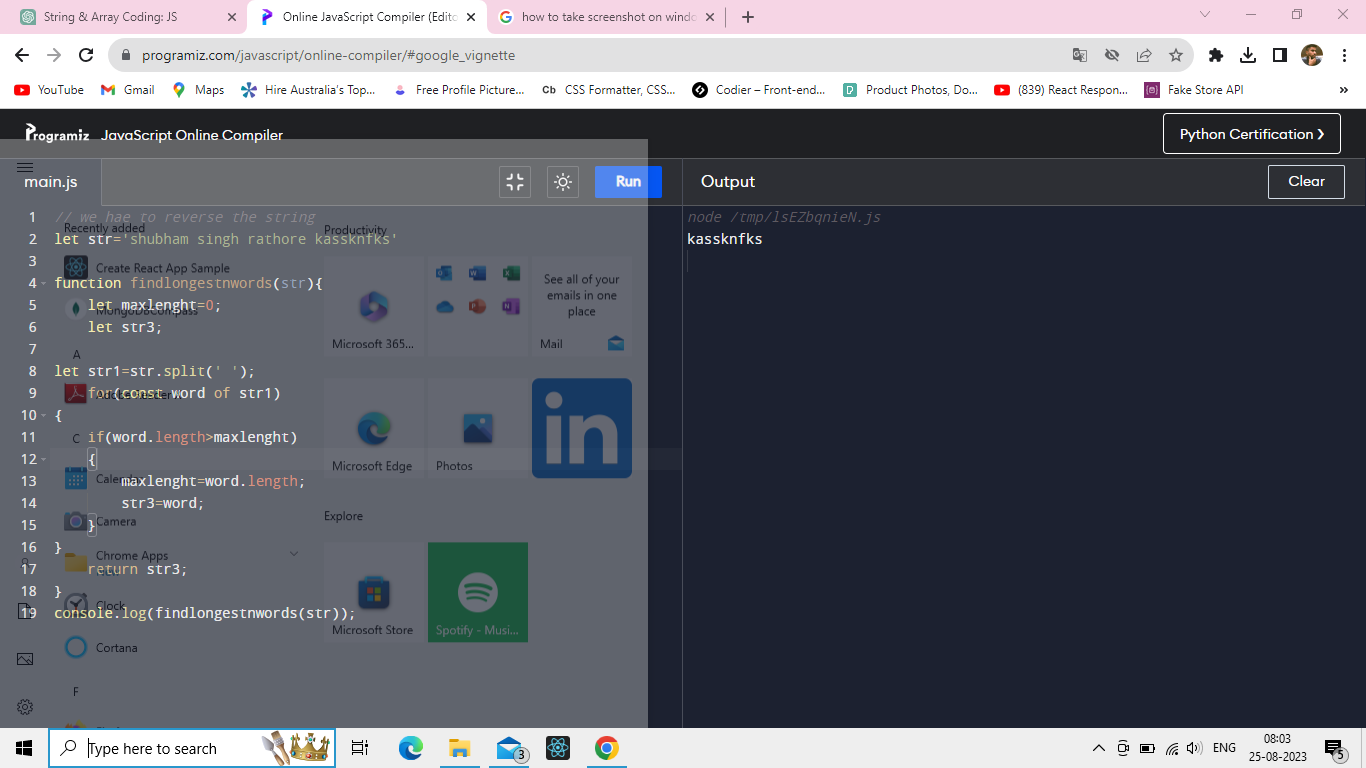 String & Array Coding: JS
Online JavaScript Compiler (Edito
how to take screenshot on windo
programiz.com/javascript/online-compiler/#google_vignette
YouTube
Gmail
Maps
Hire Australia's Top...
Free Profile Picture...
Cb CSS Formatter, CSS...
Codier – Front-end...
Product Photos, Do...
(839) React Respon...
Fake Store API
»
Programiz JavaScript Online Compiler
Python Certification
main.js
Run
Output
Clear
1 // we hae to reverse the string
2 let str='shubham singh rathore kassknfks'
3
4 function findlongestnwords(str){
5 let maxlenght=0;
6 let str3;
7
8 let str1=str.split(' ');
9 for(const word of str1)
10 {
11 if(word.length>maxlenght)
12 {
13 maxlenght=word.length;
14 str3=word;
15 }
16 }
17 return str3;
18 }
19 console.log(findlongestnwords(str));
node /tmp/lsEZbqnieN.js
kassknfks
Recently added
Create React App Sample
MongoDBCompass
A
C
Calendar
Camera
Chrome Apps
Clock
Cortana
F
Productivity
Microsoft 365...
See all of your
emails in one
place
Mail
Microsoft Edge
Photos
in
Explore
Microsoft Store
Spotify - Musi...
Type here to search
3
ENG
08:03
25-08-2023
5